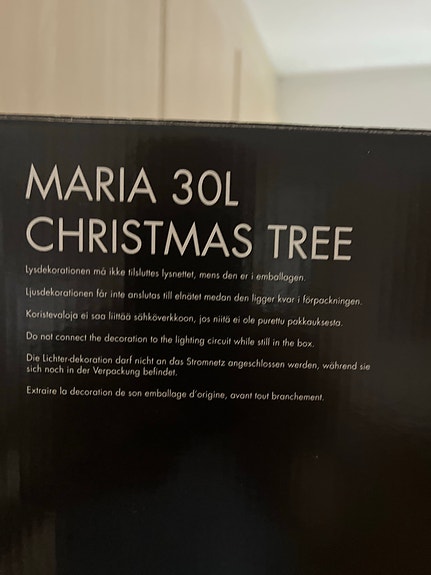 MARIA 30L
CHRISTMAS TREE
Lysdekorationen må ikke tilsluttes lysnettet, mens den er i emballagen.
Ljusdekorationen får inte anslutas till elnätet medan den ligger kvar i förpackningen.
Koristevaloja ei saa liittää sähköverkkoon, jos niitä ei ole purettu pakkauksesta.
Do not connect the decoration to the lighting circuit while still in the box.
Die Lichter-dekoration darf nicht an das Stromnetz angeschlossen werden, während sie
sich noch in der Verpackung befindet.
Extraire la decoration de son emballage d'origine, avant tout branchement.